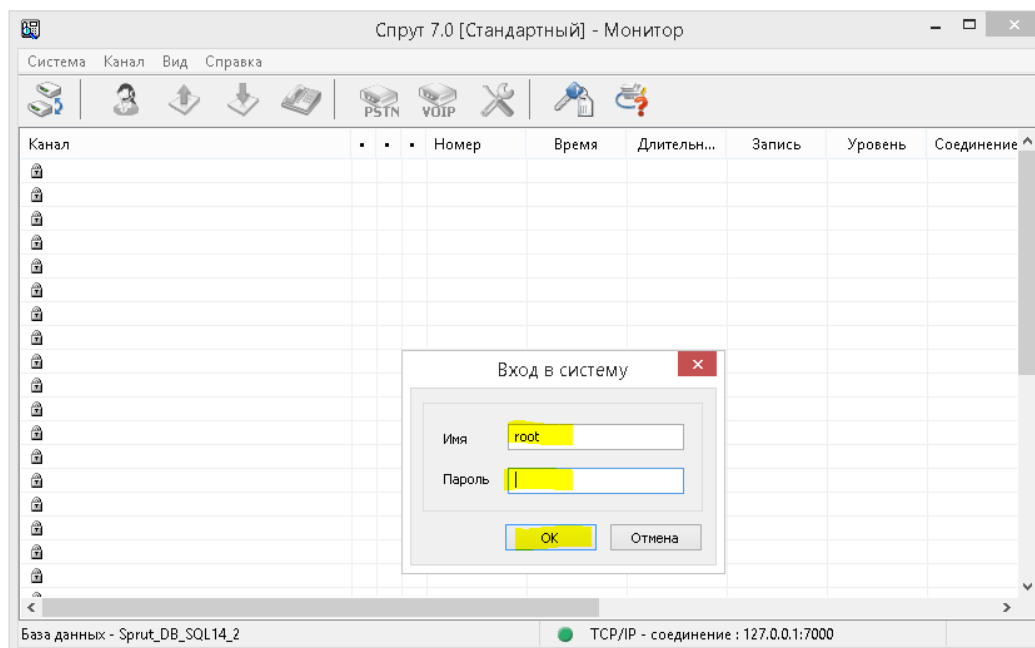 Спрут 7.0 [Стандартный] - Монитор
Система Канал Вид Справка
PSTN VOIP
Канал Номер Время Длительн... Запись Уровень Соединение
Вход в систему
Имя root
Пароль
OK Отмена
База данных - Sprut_DB_SQL14_2 TCP/IP - соединение : 127.0.0.1:7000